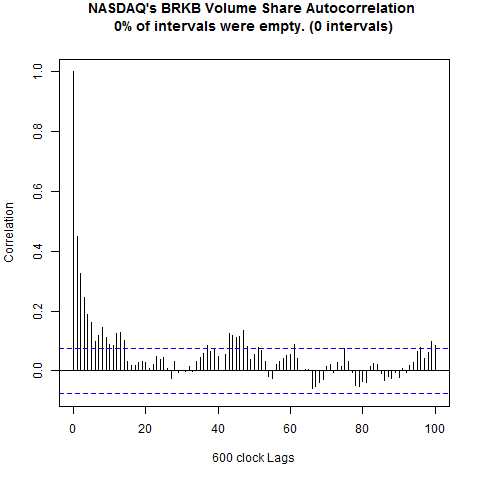 NASDAQ's BRKB Volume Share Autocorrelation
0% of intervals were empty. (0 intervals)
Correlation
1.0
0.8
0.6
0.4
0.2
0.0
0 20 40 60 80 100
600 clock Lags